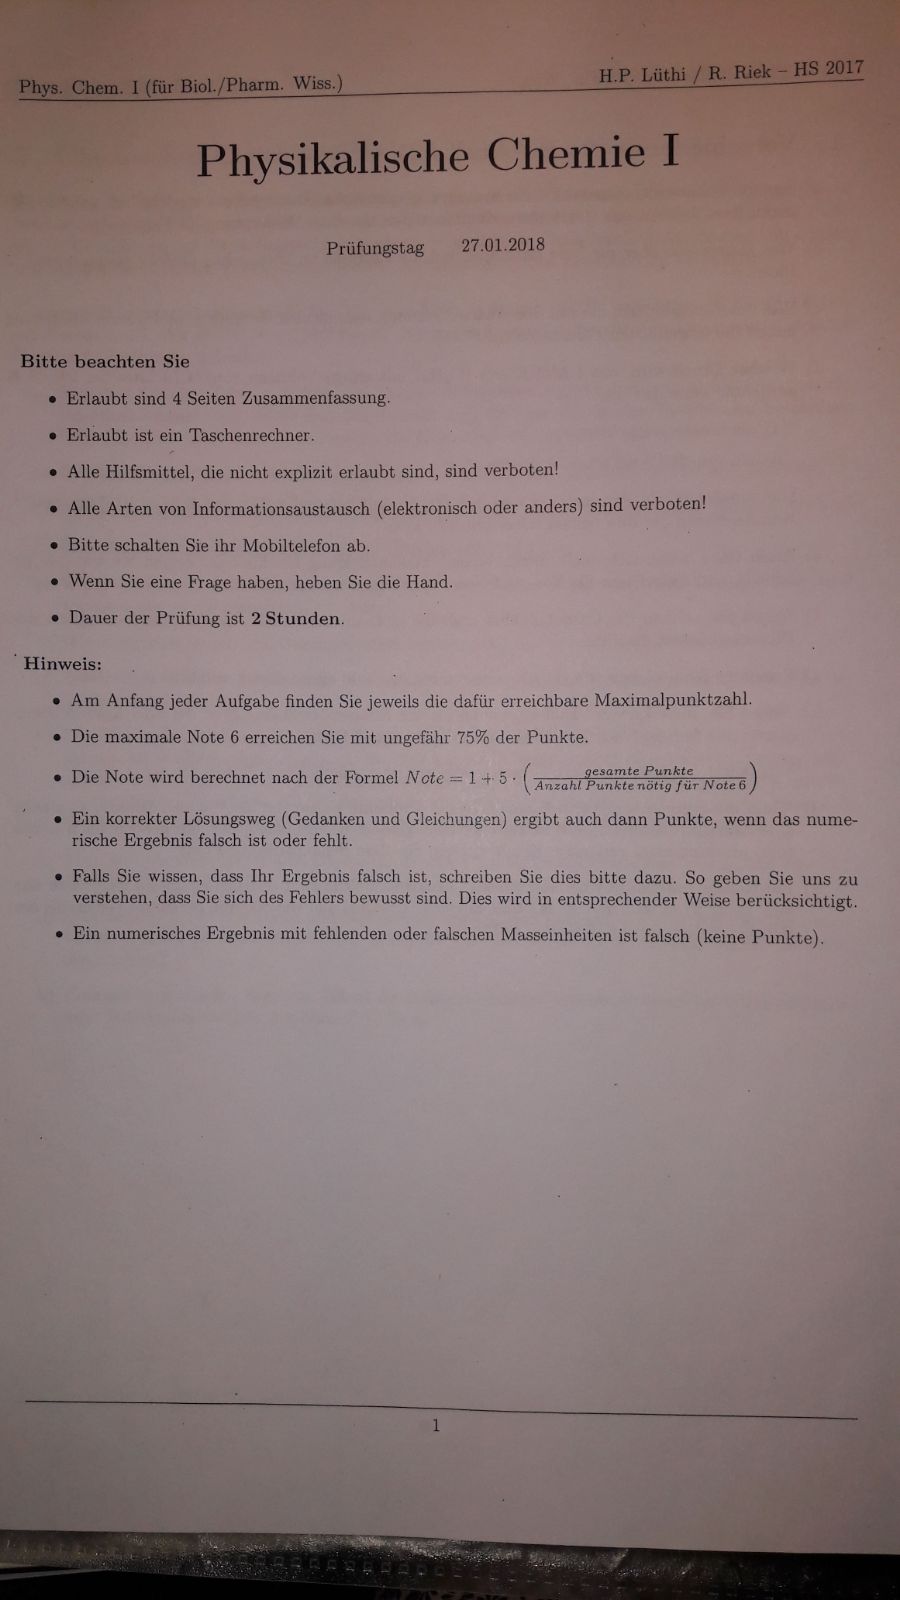 Phys. Chem. I (für Biol./Pharm. Wiss.) H.P. Lüthi / R. Riek – HS 2017
Physikalische Chemie I
Prüfungstag 27.01.2018
Bitte beachten Sie
• Erlaubt sind 4 Seiten Zusammenfassung.
• Erlaubt ist ein Taschenrechner.
• Alle Hilfsmittel, die nicht explizit erlaubt sind, sind verboten!
• Alle Arten von Informationsaustausch (elektronisch oder anders) sind verboten!
• Bitte schalten Sie ihr Mobiltelefon ab.
• Wenn Sie eine Frage haben, heben Sie die Hand.
• Dauer der Prüfung ist 2 Stunden.
Hinweis:
• Am Anfang jeder Aufgabe finden Sie jeweils die dafür erreichbare Maximalpunktzahl.
• Die maximale Note 6 erreichen Sie mit ungefähr 75% der Punkte.
• Die Note wird berechnet nach der Formel Note = 1 + 5 · (gesamte Punkte / Anzahl Punkte nötig für Note 6)
• Ein korrekter Lösungsweg (Gedanken und Gleichungen) ergibt auch dann Punkte, wenn das nume-
rische Ergebnis falsch ist oder fehlt.
• Falls Sie wissen, dass Ihr Ergebnis falsch ist, schreiben Sie dies bitte dazu. So geben Sie uns zu
verstehen, dass Sie sich des Fehlers bewusst sind. Dies wird in entsprechender Weise berücksichtigt.
• Ein numerisches Ergebnis mit fehlenden oder falschen Masseinheiten ist falsch (keine Punkte).
1